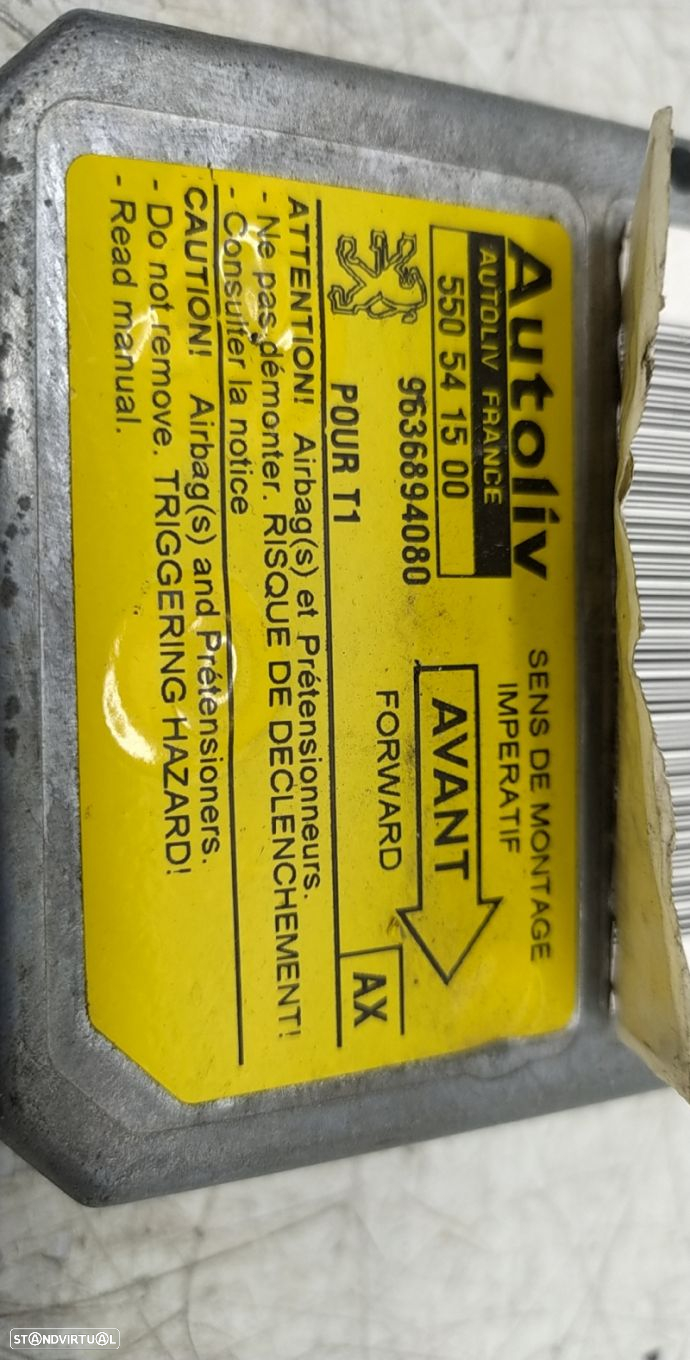 Autoliv
AUTOLIV FRANCE
550 54 15 00
9636894080
SENS DE MONTAGE
IMPERATIF
AVANT
FORWARD
POUR T1
AX
ATTENTION! Airbag(s) et Prétensionneurs.
- Ne pas démonter. RISQUE DE DECLENCHEMENT!
- Consulter la notice
CAUTION! Airbag(s) and Prétensioners.
- Do not remove. TRIGGERING HAZARD!
- Read manual.
STANDVIRTUAL